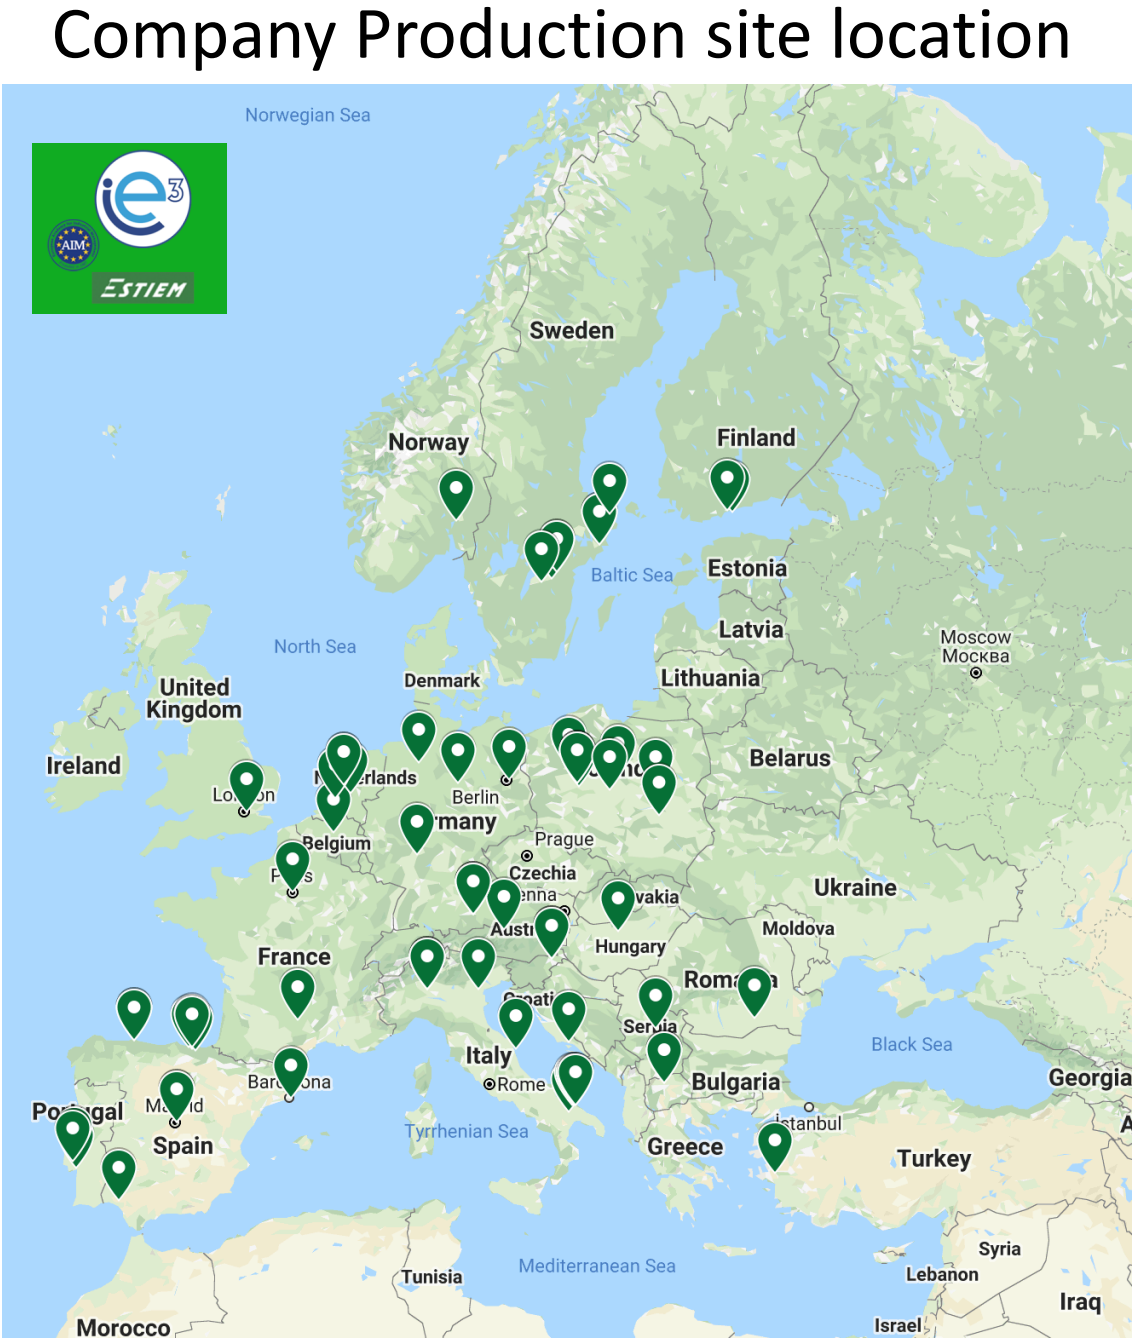 Company Production site location
Norwegian Sea
ie3
AIM
ESTIEM
Sweden
Norway
Finland
Baltic Sea
Estonia
Latvia
Lithuania
Moscow
Москва
North Sea
Denmark
United
Kingdom
Ireland
Belarus
Berlin
Belgium
Prague
Czechia
Ukraine
Moldova
Hungary
France
Black Sea
Italy
Rome
Bulgaria
Georgia
Istanbul
Tyrrhenian Sea
Spain
Greece
Turkey
Mediterranean Sea
Syria
Lebanon
Tunisia
Iraq
Israel
Morocco